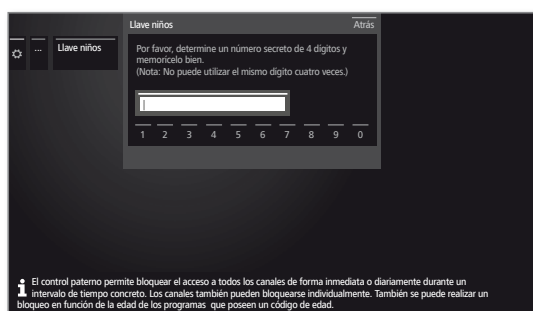 Llave niños Atrás
... Llave niños
Por favor, determine un número secreto de 4 dígitos y
memorícelo bien.
(Nota: No puede utilizar el mismo dígito cuatro veces.)
1 2 3 4 5 6 7 8 9 0
El control paterno permite bloquear el acceso a todos los canales de forma inmediata o diariamente durante un
intervalo de tiempo concreto. Los canales también pueden bloquearse individualmente. También se puede realizar un
bloqueo en función de la edad de los programas que poseen un código de edad.